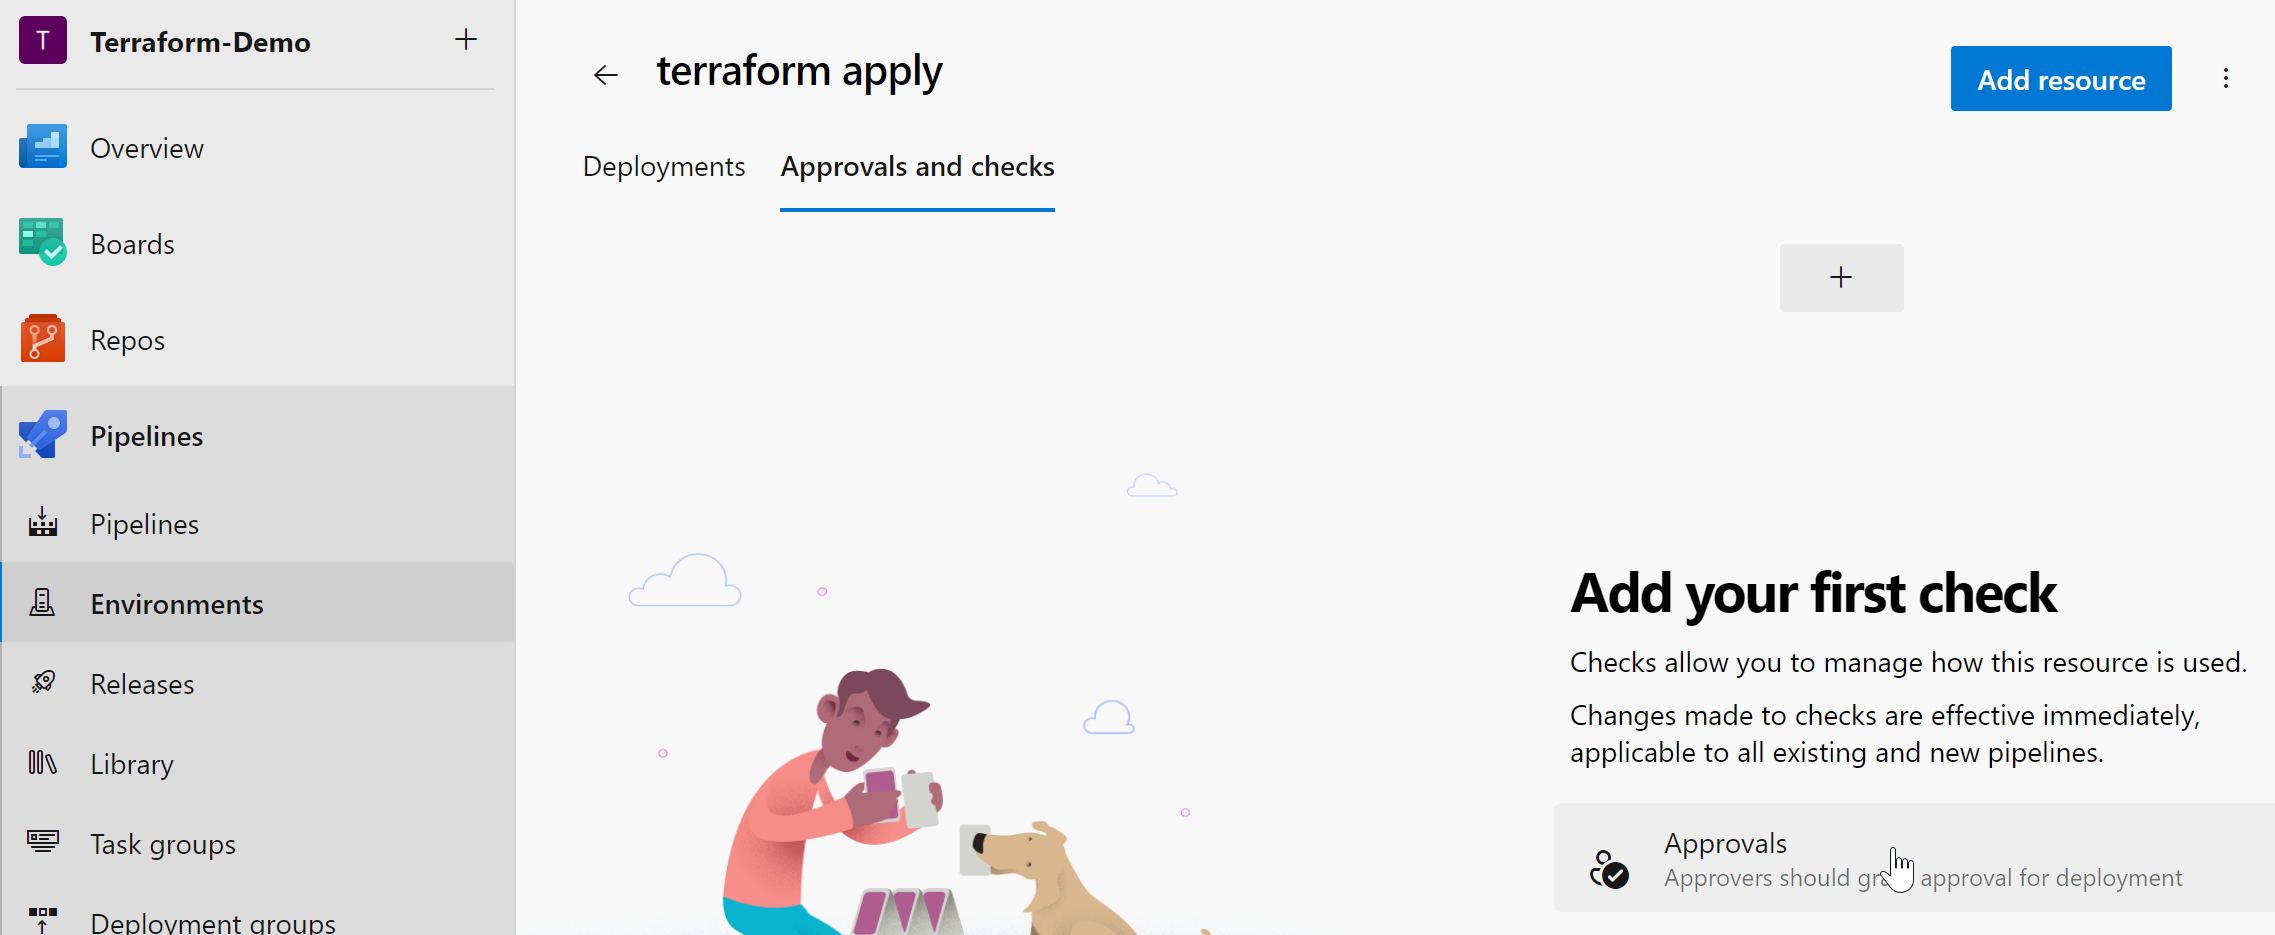 T
Terraform-Demo
Overview
Boards
Repos
Pipelines
Pipelines
Environments
Releases
Library
Task groups
Deployment groups
terraform apply
Add resource
Deployments
Approvals and checks
Add your first check
Checks allow you to manage how this resource is used.
Changes made to checks are effective immediately,
applicable to all existing and new pipelines.
Approvals
Approvers should approval for deployment